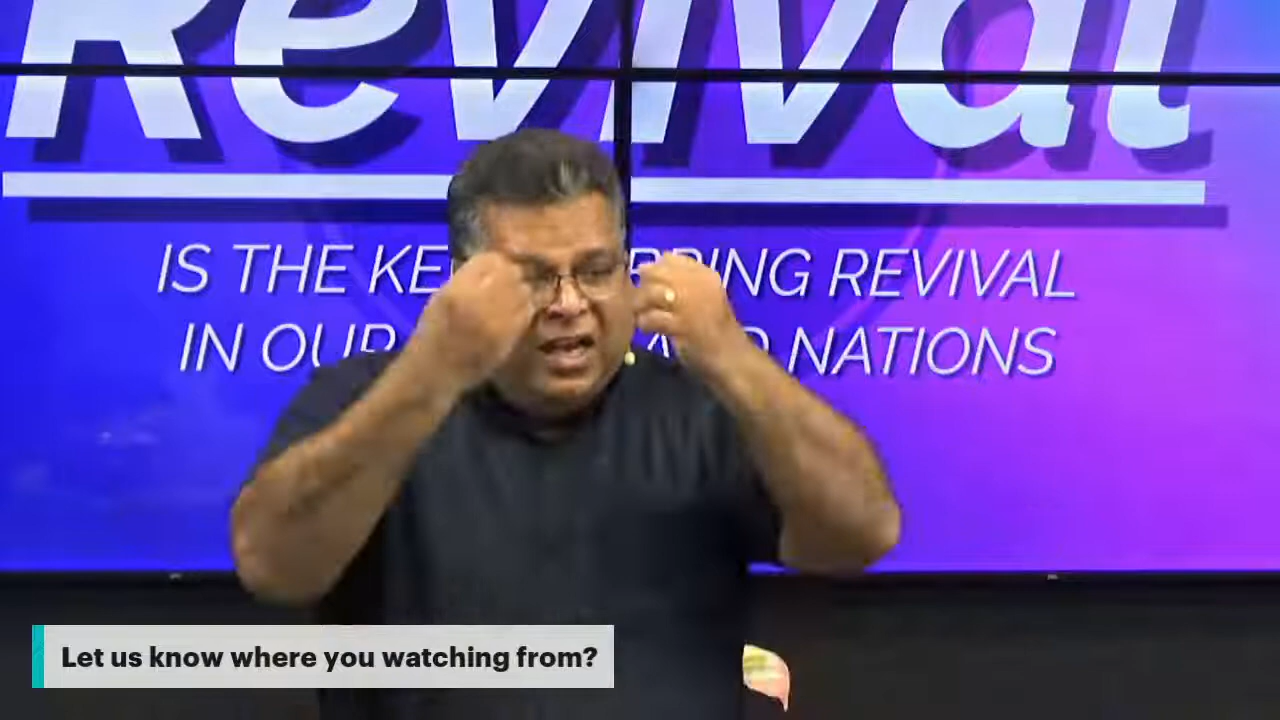 Revival
IS THE KE RING REVIVAL
IN OUR NATIONS
Let us know where you watching from?